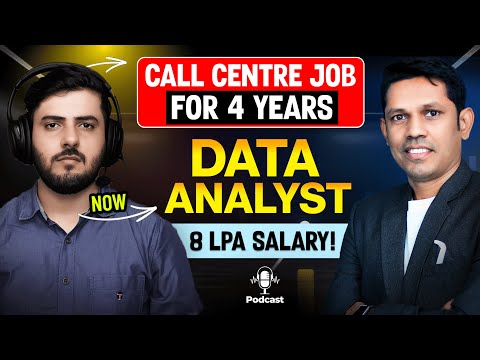 CALL CENTRE JOB
FOR 4 YEARS
DATA
NOW
ANALYST
8 LPA SALARY!
Podcast